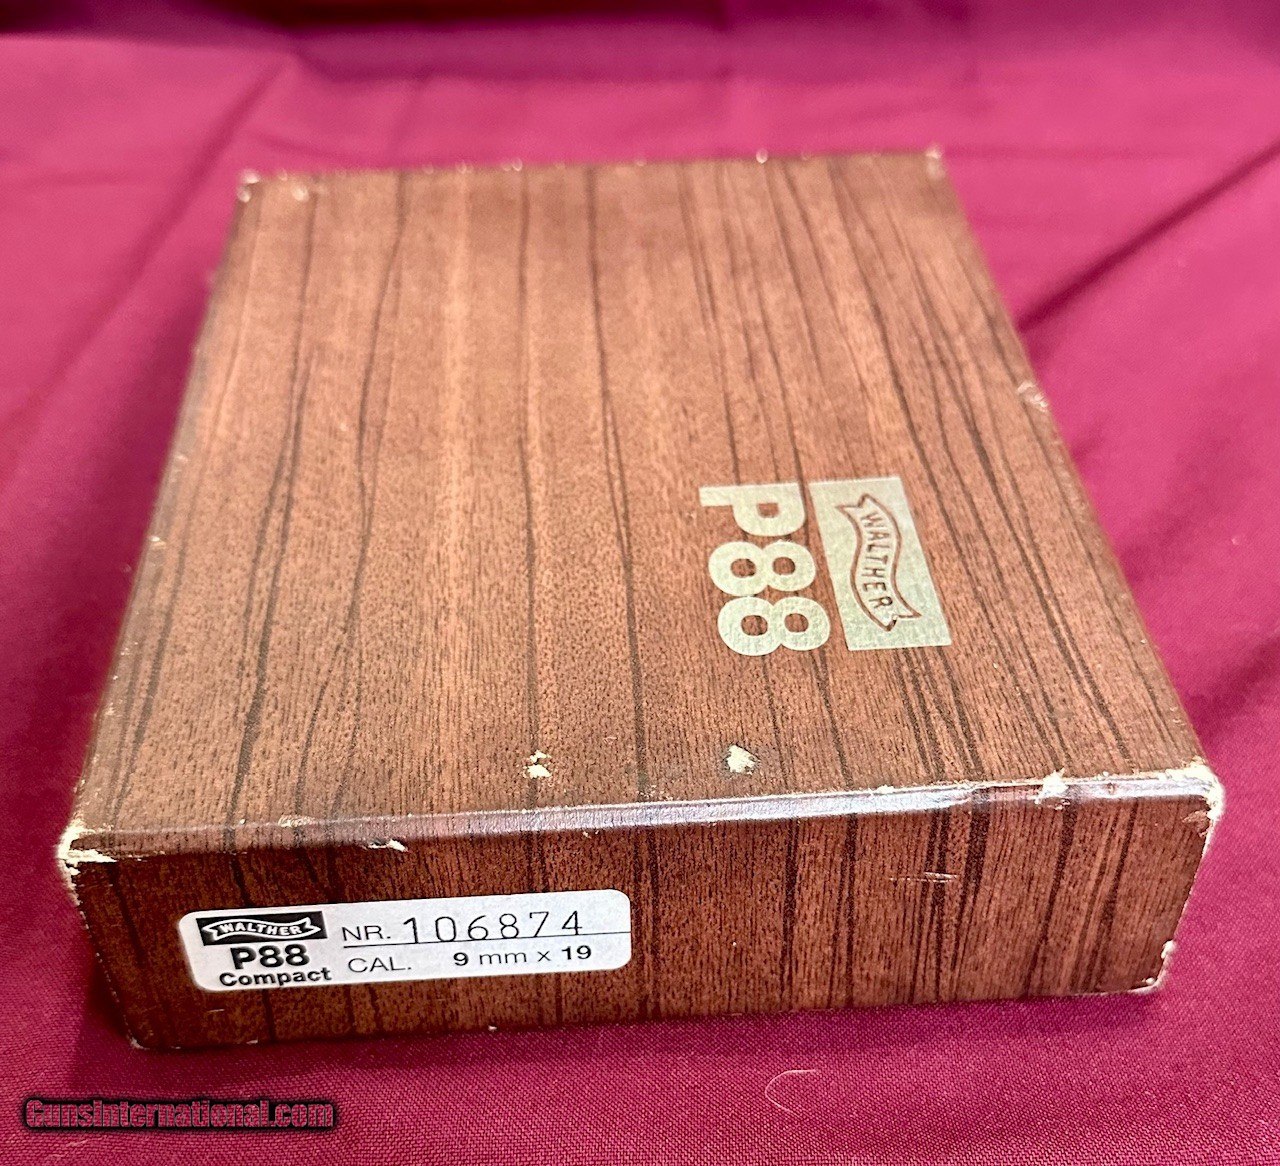 WALTHER
P88
WALTHER
P88
Compact
NR. 106874
CAL. 9 mm x 19
GunsInternational.com